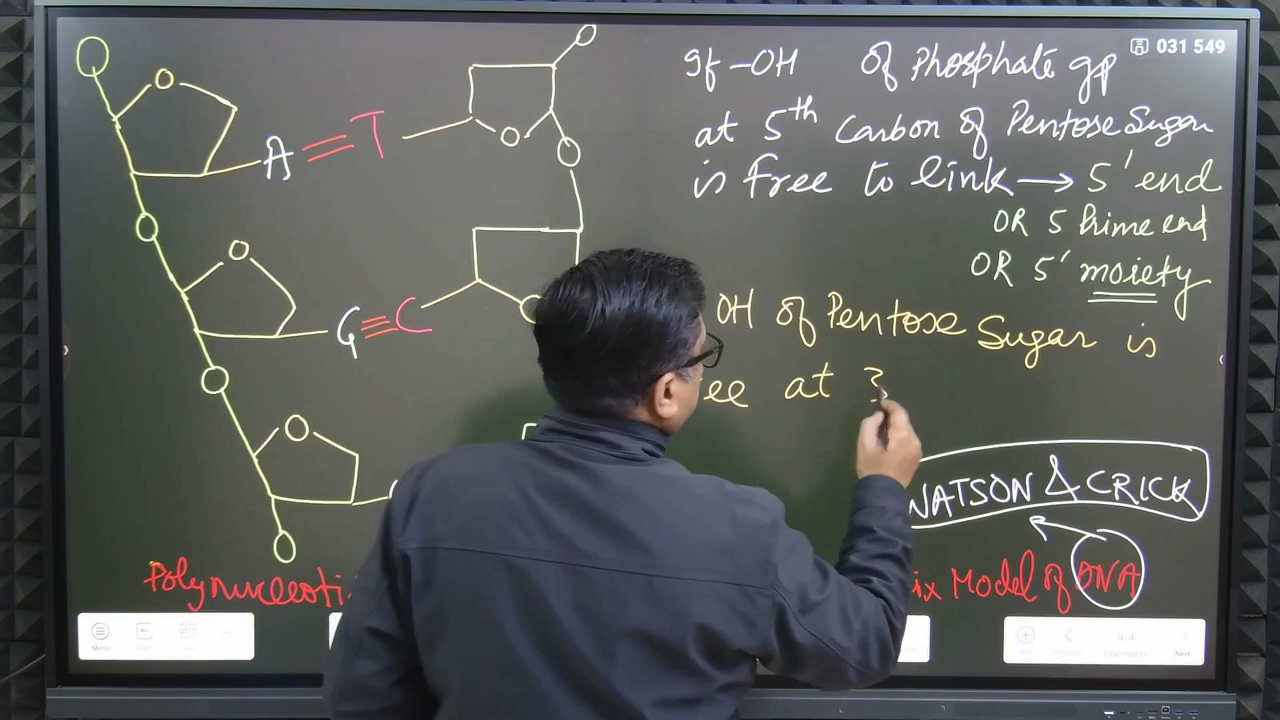 031 549
If -OH of Phosphate gp
at 5th Carbon of Pentose Sugar
is free to link → 5' end
OR 5 Prime end
OR 5' moiety
OH of Pentose Sugar is
ee at 3
A = T
G ≡ C
WATSON & CRICK
ix Model of DNA
Polynucleoti
Menu
Next